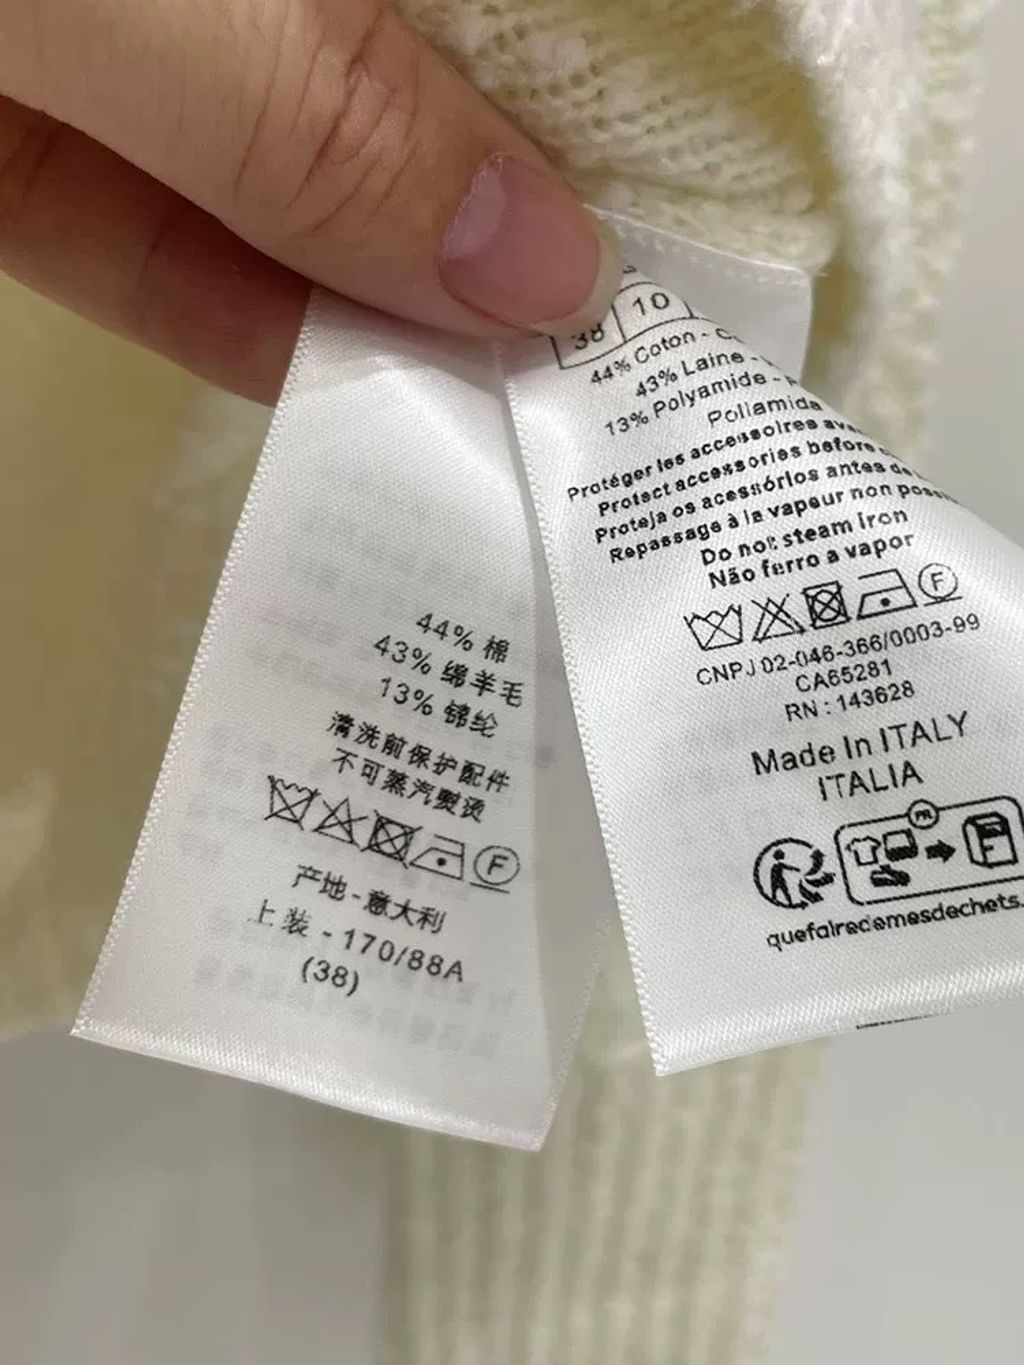 44% 棉
43% 绵羊毛
13% 锦纶
清洗前保护配件
不可蒸汽熨烫
F
产地-意大利
上装 - 170/88A
(38)
38 10
44% Coton -
43% Laine -
13% Polyamide -
Poliamida
Protéger les accessoires
Protect accessories before
Proteja os acessórios antes
Repassage à la vapeur non
Do not steam iron
Não ferro a vapor
F
CNPJ 02-046-366/0003-99
CA65281
RN : 143628
Made In ITALY
ITALIA
FR
quefairedemesdechets.